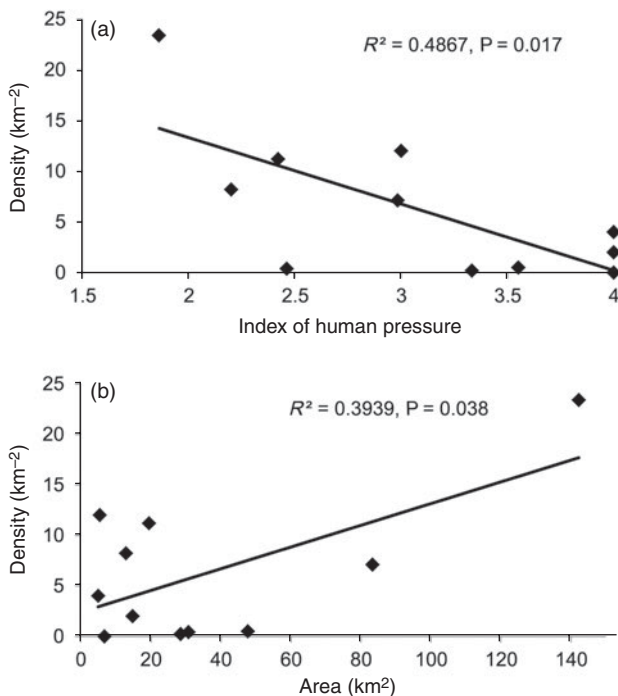 (a)
R² = 0.4867, P = 0.017
Density (km⁻²)
25
20
15
10
5
0
1.5 2 2.5 3 3.5 4
Index of human pressure
(b)
R² = 0.3939, P = 0.038
Density (km⁻²)
25
20
15
10
5
0
0 20 40 60 80 100 120 140
Area (km²)